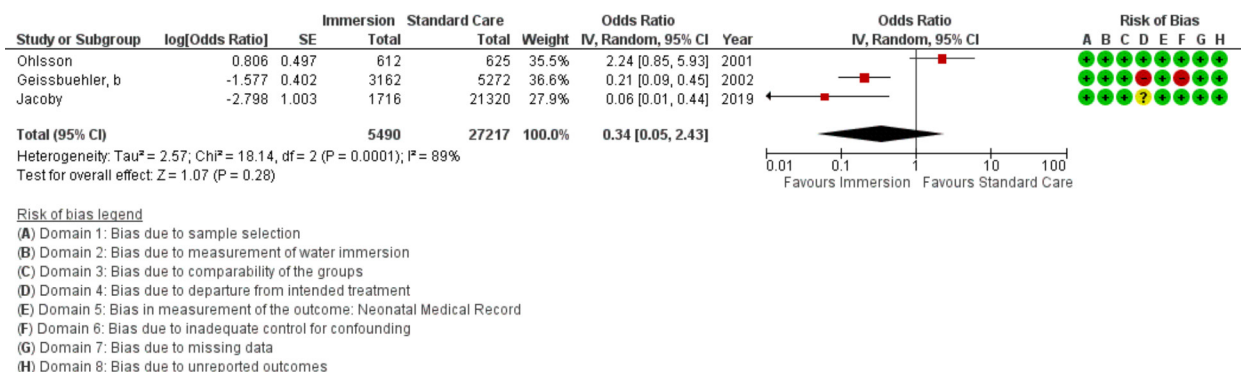 Immersion Standard Care Odds Ratio Odds Ratio Risk of Bias
Study or Subgroup log[Odds Ratio] SE Total Total Weight IV, Random, 95% CI Year IV, Random, 95% CI A B C D E F G H
Ohlsson 0.806 0.497 612 625 35.5% 2.24 [0.85, 5.93] 2001 + + + + + + + +
Geissbuehler, b -1.577 0.402 3162 5272 36.6% 0.21 [0.09, 0.45] 2002 + + + - + - + +
Jacoby -2.798 1.003 1716 21320 27.9% 0.06 [0.01, 0.44] 2019 + + + ? + + + +
Total (95% CI) 5490 27217 100.0% 0.34 [0.05, 2.43]
Heterogeneity: Tau² = 2.57; Chi² = 18.14, df = 2 (P = 0.0001); I² = 89%
Test for overall effect: Z = 1.07 (P = 0.28)
0.01 0.1 1 10 100
Favours Immersion Favours Standard Care
Risk of bias legend
(A) Domain 1: Bias due to sample selection
(B) Domain 2: Bias due to measurement of water immersion
(C) Domain 3: Bias due to comparability of the groups
(D) Domain 4: Bias due to departure from intended treatment
(E) Domain 5: Bias in measurement of the outcome: Neonatal Medical Record
(F) Domain 6: Bias due to inadequate control for confounding
(G) Domain 7: Bias due to missing data
(H) Domain 8: Bias due to unreported outcomes